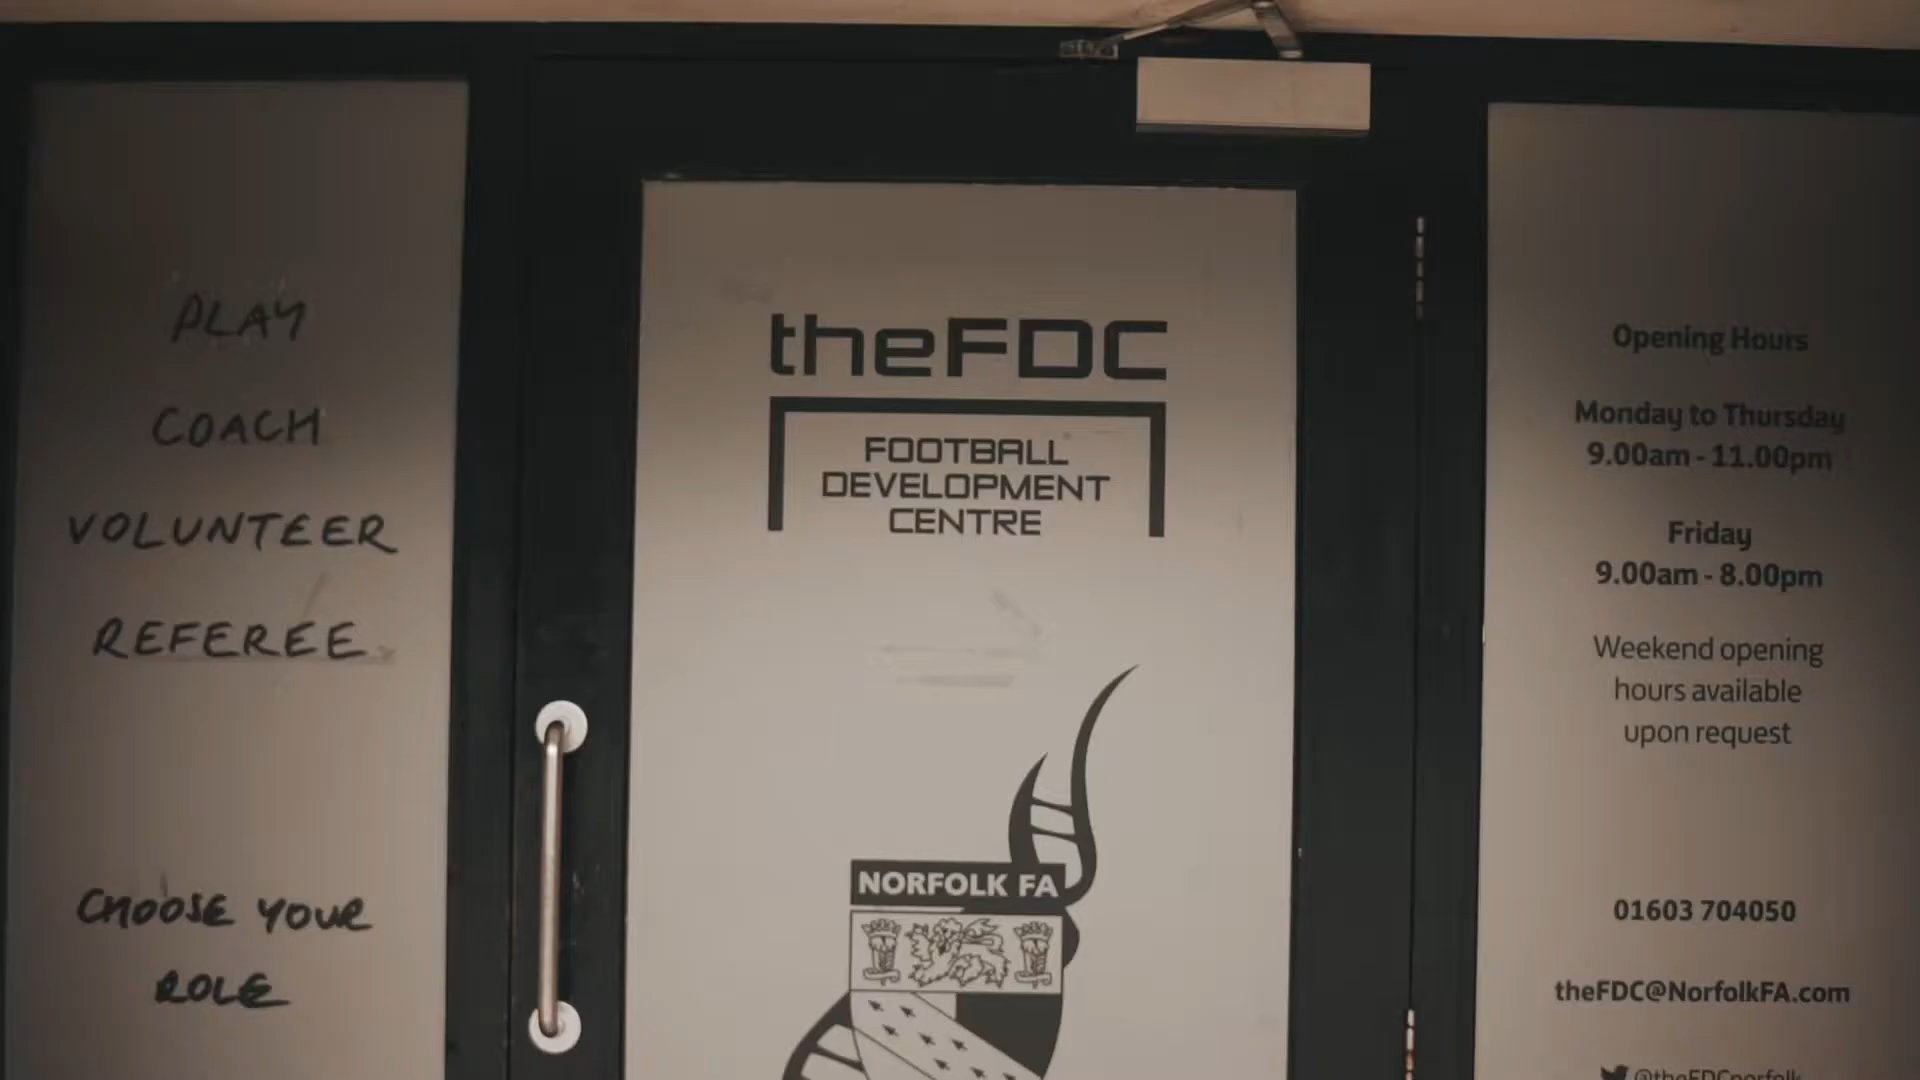 PLAY
COACH
VOLUNTEER
REFEREE
CHOOSE YOUR
ROLE
theFDC
FOOTBALL
DEVELOPMENT
CENTRE
NORFOLK FA
Opening Hours
Monday to Thursday
9.00am - 11.00pm
Friday
9.00am - 8.00pm
Weekend opening
hours available
upon request
01603 704050
theFDC@NorfolkFA.com
@theFDCnorfolk